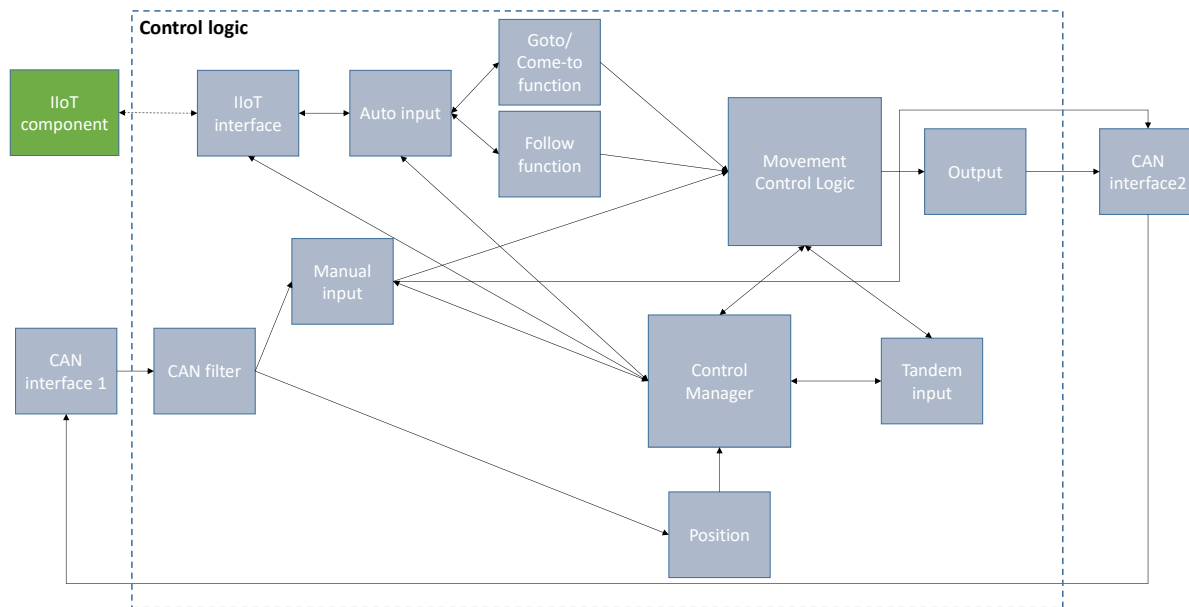 Control logic
Goto/
Come-to
function
IIoT
component
IIoT
interface
Auto input
Follow
function
Movement
Control Logic
Output
CAN
interface2
Manual
input
CAN
interface 1
CAN filter
Control
Manager
Tandem
input
Position